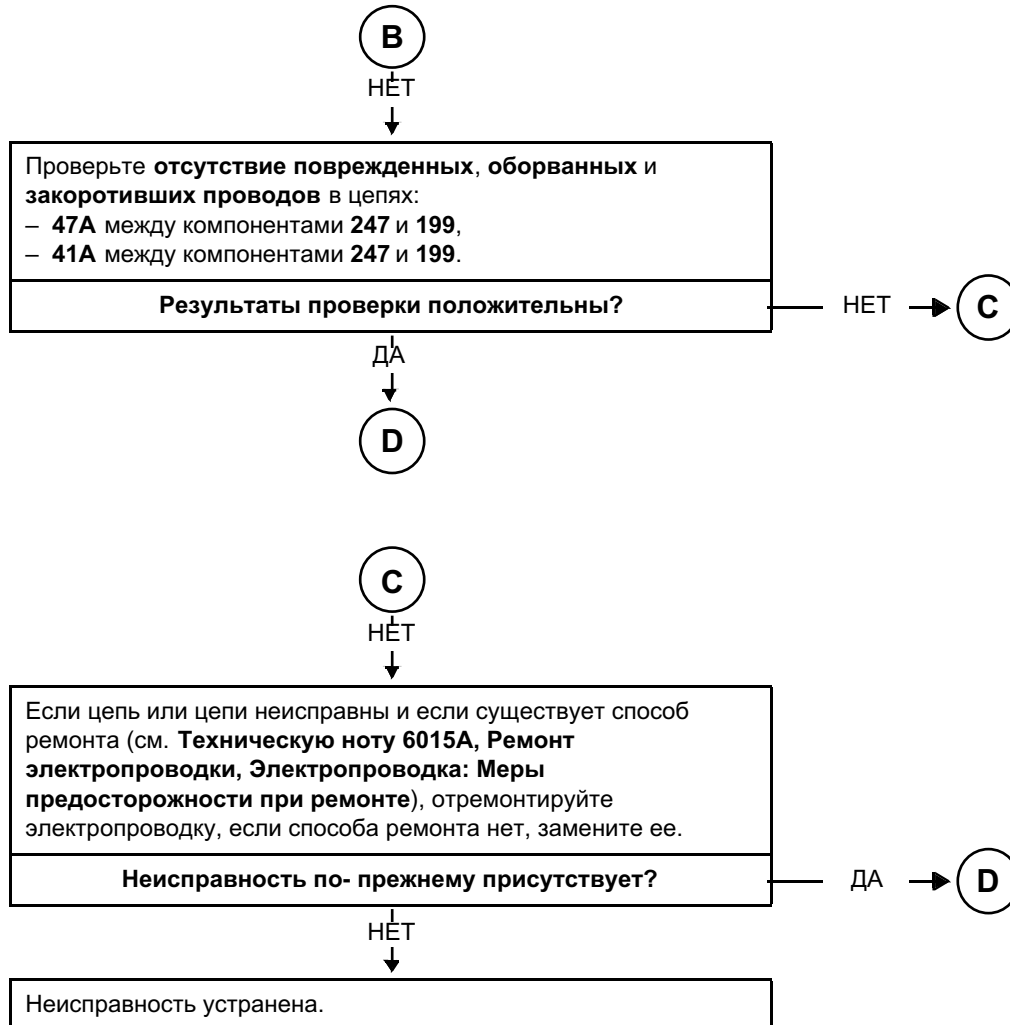 B
НЕТ
Проверьте отсутствие поврежденных, оборванных и
закоротивших проводов в цепях:
– 47A между компонентами 247 и 199,
– 41A между компонентами 247 и 199.
Результаты проверки положительны?
НЕТ
C
ДА
D
C
НЕТ
Если цепь или цепи неисправны и если существует способ
ремонта (см. Техническую ноту 6015A, Ремонт
электропроводки, Электропроводка: Меры
предосторожности при ремонте), отремонтируйте
электропроводку, если способа ремонта нет, замените ее.
Неисправность по- прежнему присутствует?
ДА
D
НЕТ
Неисправность устранена.